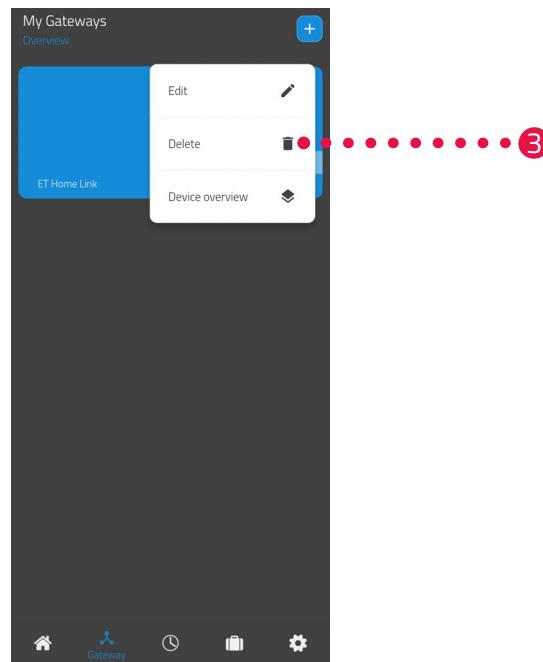 My Gateways
Overview
+
Edit
Delete
3
ET Home Link
Device overview
Gateway